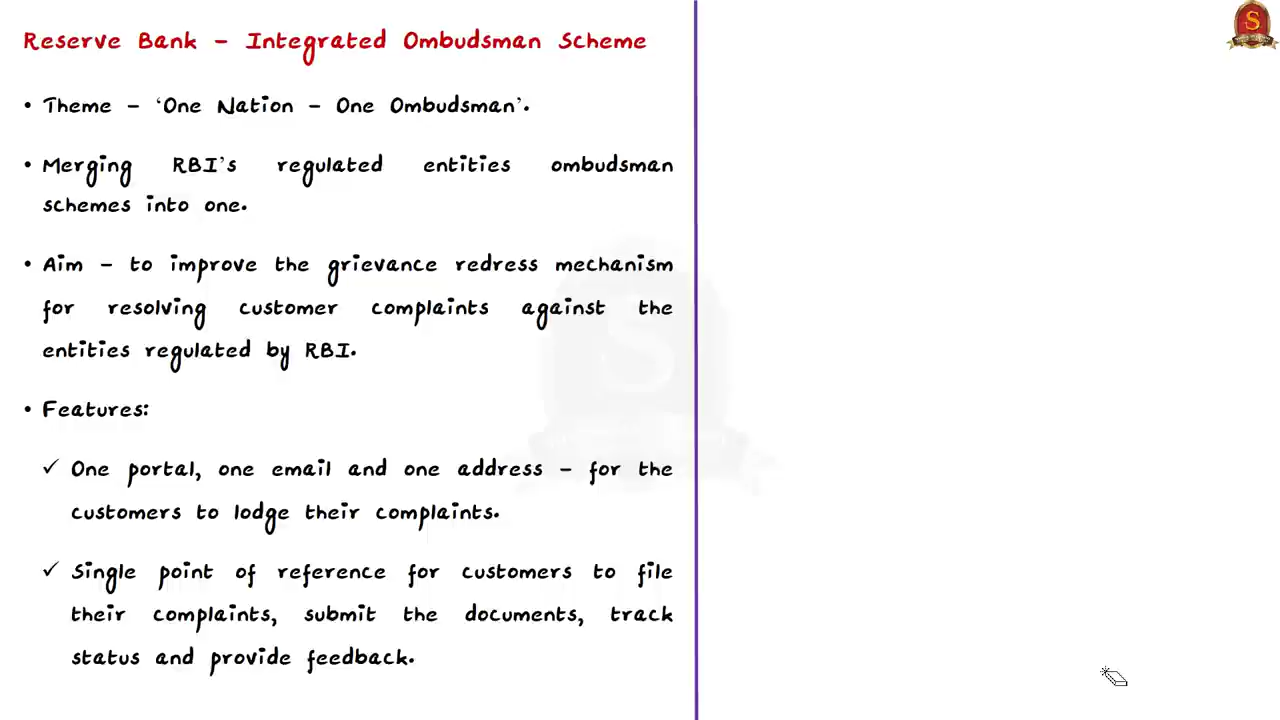 Reserve Bank – Integrated Ombudsman Scheme
• Theme – ‘One Nation – One Ombudsman’.
• Merging RBI’s regulated entities ombudsman
schemes into one.
• Aim – to improve the grievance redress mechanism
for resolving customer complaints against the
entities regulated by RBI.
• Features:
✓ One portal, one email and one address – for the
customers to lodge their complaints.
✓ Single point of reference for customers to file
their complaints, submit the documents, track
status and provide feedback.
S
S